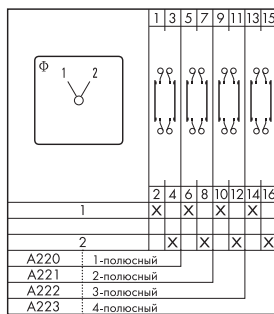 1 3 5 7 9 11 13 15
Ф
1 2
2 4 6 8 10 12 14 16
1 X X X X
2 X X X X
A220 1-полюсный
A221 2-полюсный
A222 3-полюсный
A223 4-полюсный